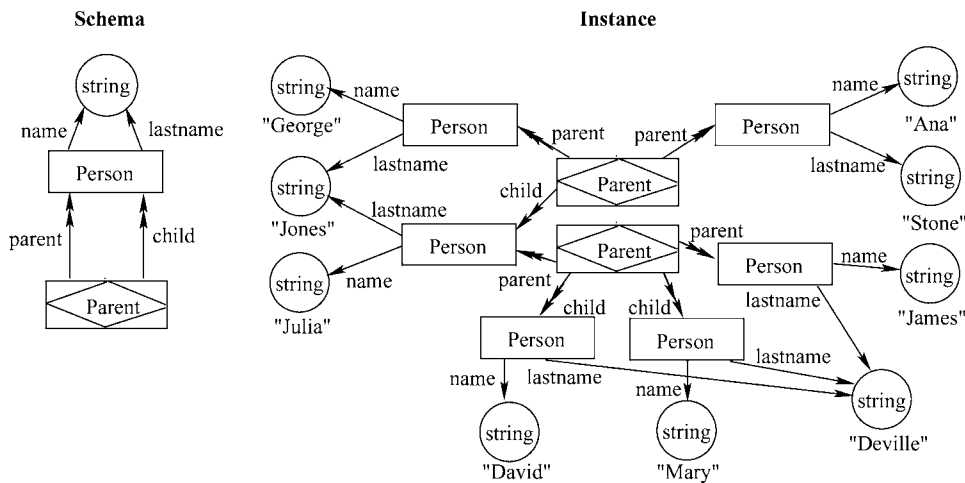 Schema
string
name
lastname
Person
parent
child
Parent
Instance
string
"George"
name
Person
lastname
string
"Jones"
lastname
Person
name
string
"Julia"
parent
parent
Parent
child
Person
name
string
"Ana"
lastname
string
"Stone"
Parent
parent
parent
Person
name
string
"James"
lastname
child
child
Person
Person
name
lastname
name
lastname
string
"David"
string
"Mary"
string
"Deville"